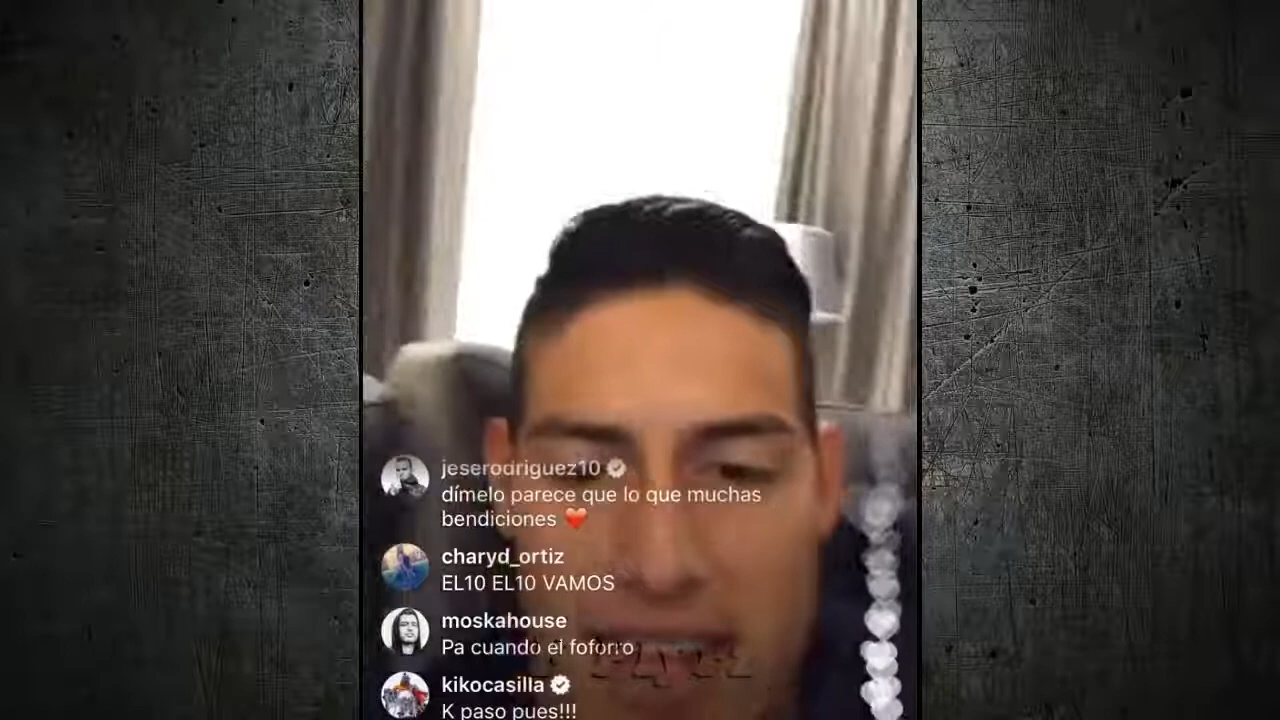 jeserodriguez10
dímelo parece que lo que muchas
bendiciones ❤️
charyd_ortiz
EL10 EL10 VAMOS
moskahouse
Pa cuando el foforro
kikocasilla
K paso pues!!!